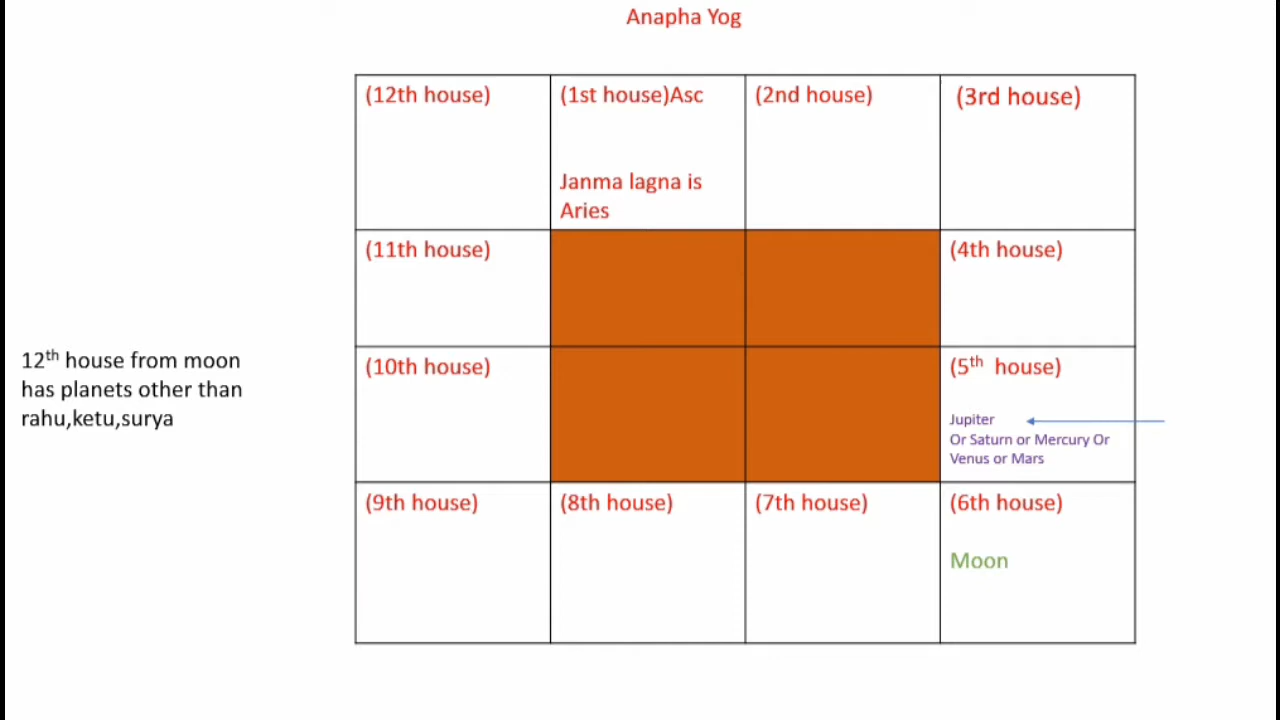 Anapha Yog
(12th house)
(1st house)Asc
Janma lagna is
Aries
(2nd house)
(3rd house)
(11th house)
(4th house)
12th house from moon
has planets other than
rahu,ketu,surya
(10th house)
(5th house)
Jupiter
Or Saturn or Mercury Or
Venus or Mars
(9th house)
(8th house)
(7th house)
(6th house)
Moon